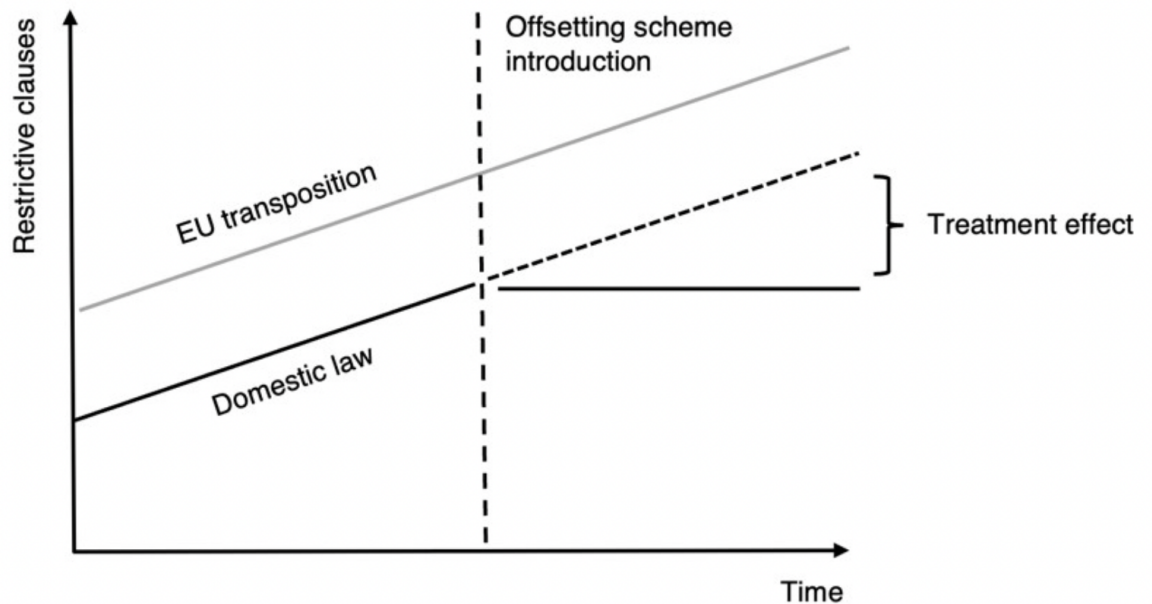 Restrictive clauses
Offsetting scheme
introduction
EU transposition
Domestic law
Treatment effect
Time